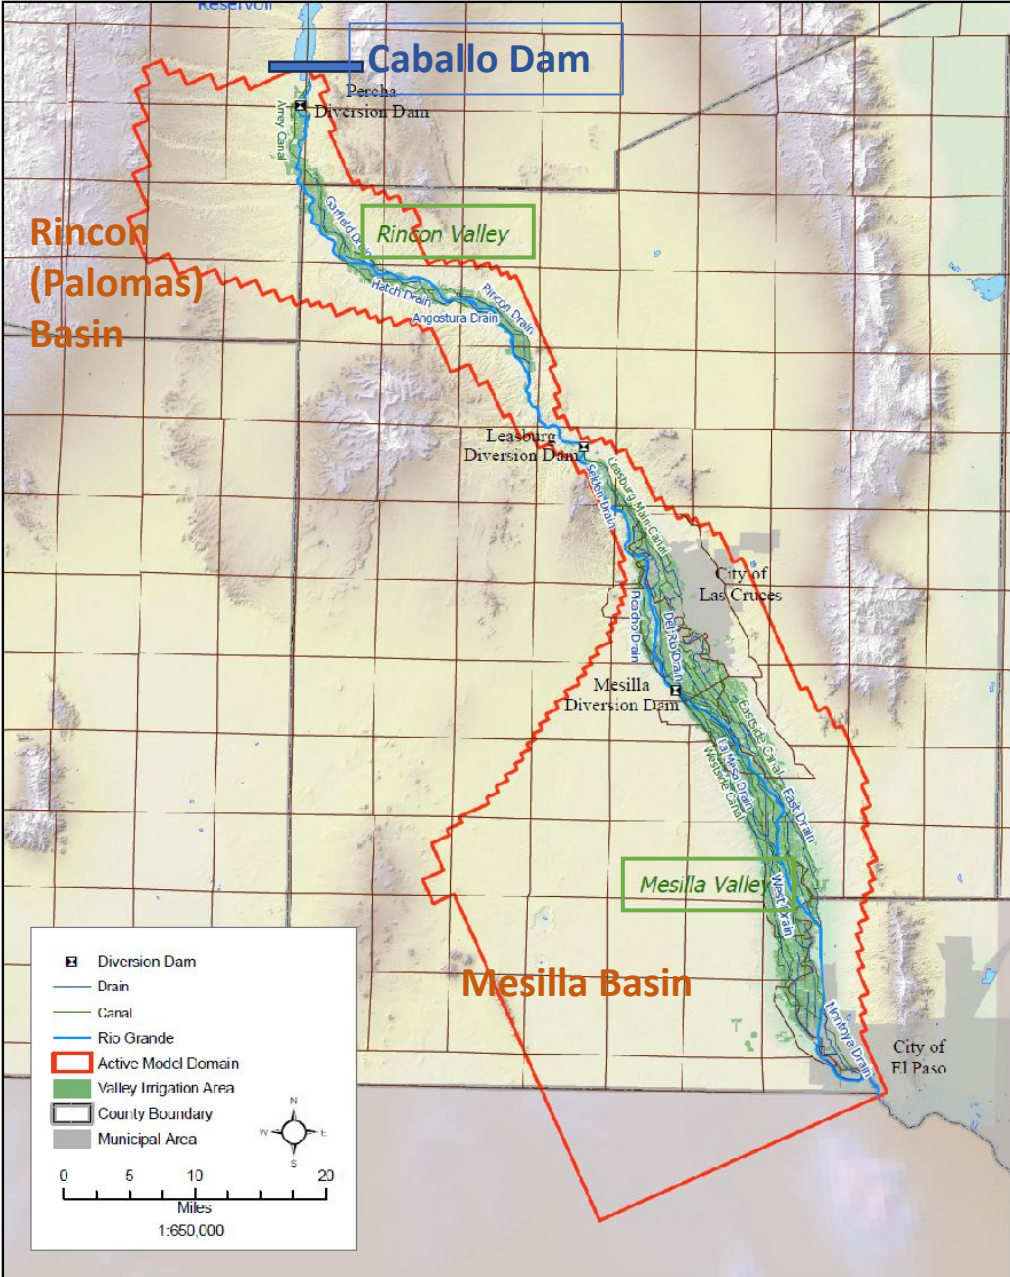 Reservoir
Caballo Dam
Percha
Diversion Dam
Arrey Canal
Rincon
(Palomas)
Basin
Garfield Drain
Rincon Valley
Hatch Drain
Angostura Drain
Rincon Drain
Leasburg
Diversion Dam
Selden Drain
Leasburg Main Canal
City of
Las Cruces
Picacho Drain
Del Rio Drain
Mesilla
Diversion Dam
Eastside Canal
La Mesa Drain
Westside Canal
East Drain
Mesilla Valley
West Drain
Mesilla Basin
Montoya Drain
City of
El Paso
Diversion Dam
Drain
Canal
Rio Grande
Active Model Domain
Valley Irrigation Area
County Boundary
Municipal Area
N
W E
S
0 5 10 20
Miles
1:650,000